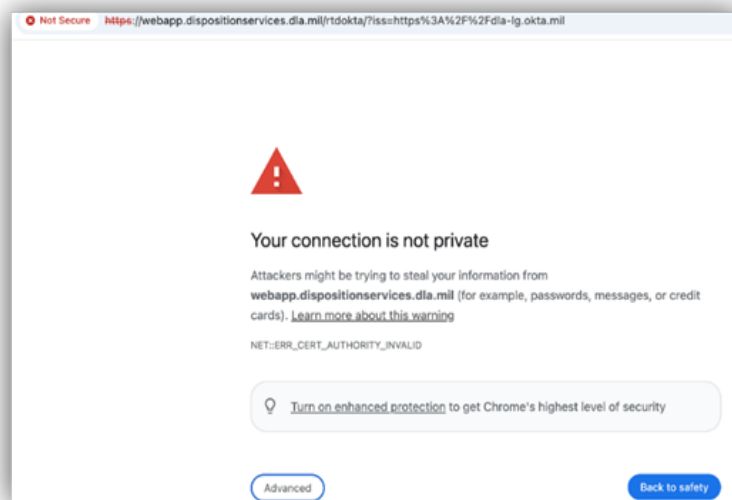 Not Secure https://webapp.dispositionservices.dla.mil/rtdokta/?iss=https%3A%2F%2Fdla-lg.okta.mil
Your connection is not private
Attackers might be trying to steal your information from
webapp.dispositionservices.dla.mil (for example, passwords, messages, or credit
cards). Learn more about this warning
NET::ERR_CERT_AUTHORITY_INVALID
Turn on enhanced protection to get Chrome's highest level of security
Advanced Back to safety